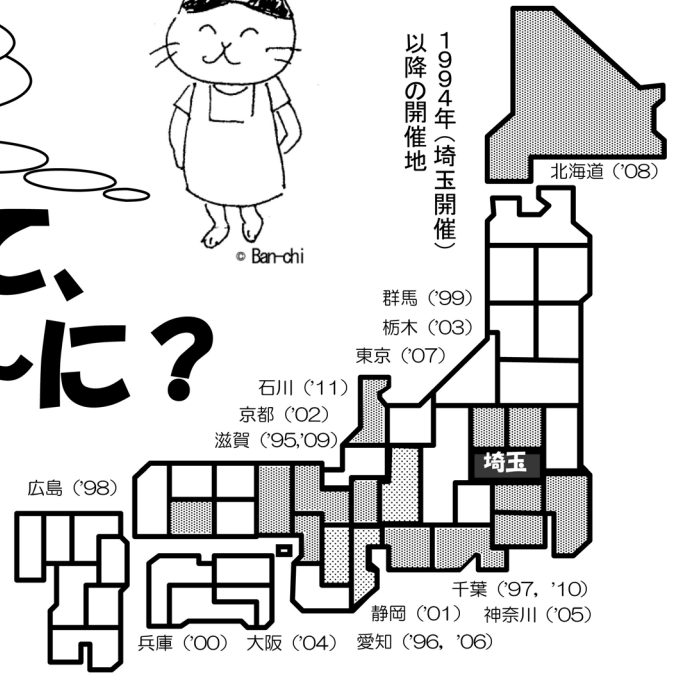 1994年（埼玉開催）
以降の開催地
© Ban-chi
て、
〜に？
北海道（’08）
群馬（’99）
栃木（’03）
東京（’07）
石川（’11）
京都（’02）
滋賀（’95,’09）
埼玉
広島（’98）
千葉（’97，’10）
静岡（’01）　神奈川（’05）
兵庫（’00）　大阪（’04）　愛知（’96，’06）